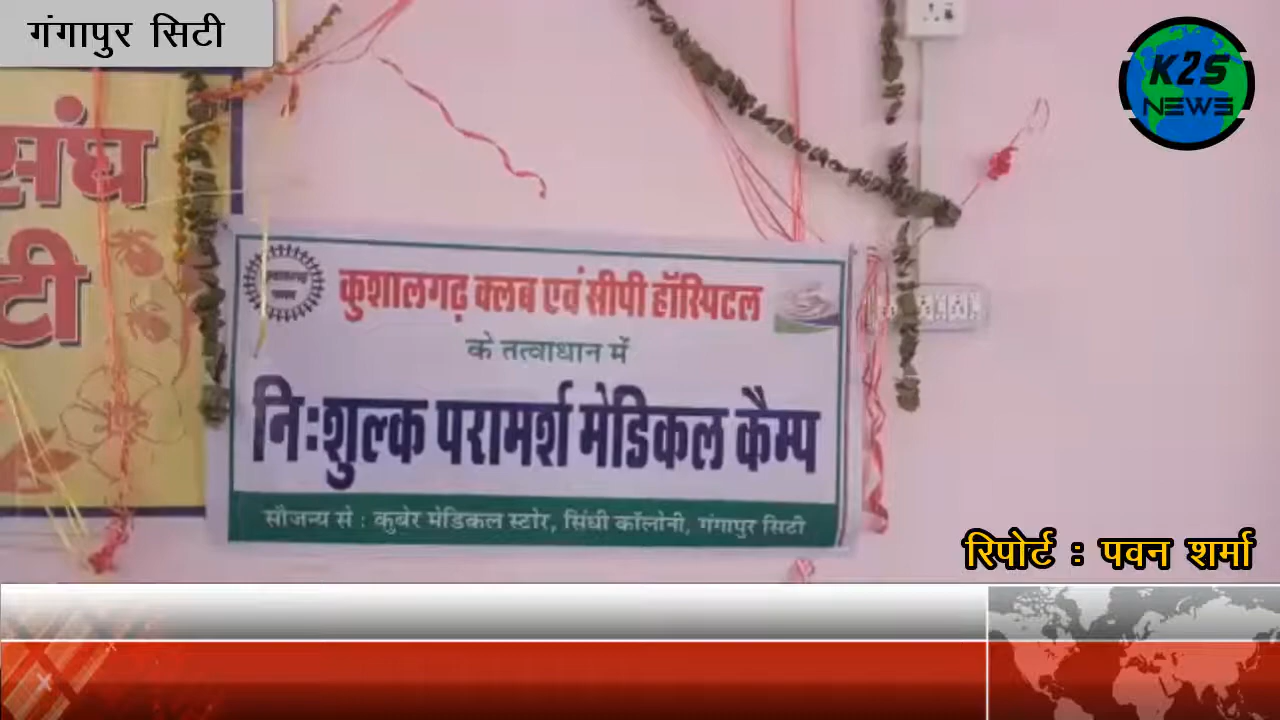 गंगापुर सिटी
K2S
NEWS
संघ
टी
कुशालगढ़ क्लब एवं सीपी हॉस्पिटल
के तत्वाधान में
निःशुल्क परामर्श मेडिकल कैम्प
सौजन्य से : कुबेर मेडिकल स्टोर, सिंधी कॉलोनी, गंगापुर सिटी
रिपोर्ट : पवन शर्मा